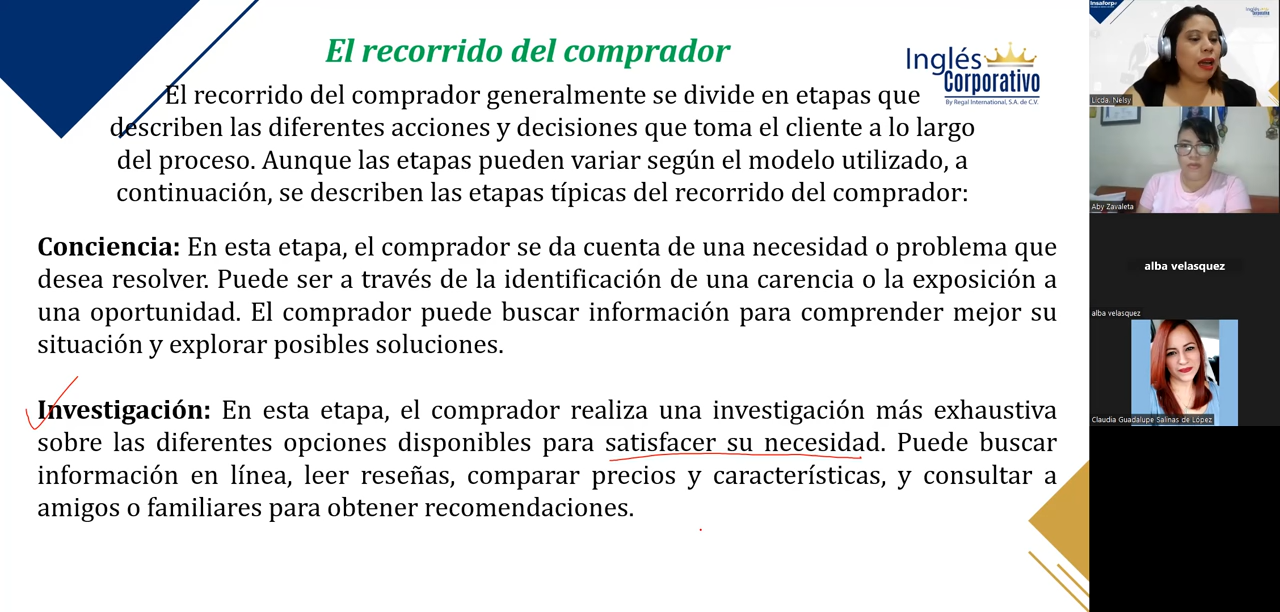 El recorrido del comprador
Inglés
Corporativo
By Regal International, S.A. de C.V.
El recorrido del comprador generalmente se divide en etapas que
describen las diferentes acciones y decisiones que toma el cliente a lo largo
del proceso. Aunque las etapas pueden variar según el modelo utilizado, a
continuación, se describen las etapas típicas del recorrido del comprador:
Conciencia: En esta etapa, el comprador se da cuenta de una necesidad o problema que
desea resolver. Puede ser a través de la identificación de una carencia o la exposición a
una oportunidad. El comprador puede buscar información para comprender mejor su
situación y explorar posibles soluciones.
Investigación: En esta etapa, el comprador realiza una investigación más exhaustiva
sobre las diferentes opciones disponibles para satisfacer su necesidad. Puede buscar
información en línea, leer reseñas, comparar precios y características, y consultar a
amigos o familiares para obtener recomendaciones.
Insaforp
Licda. Nelsy
Aby Zavaleta
alba velasquez
alba velasquez
Claudia Guadalupe Salinas de López